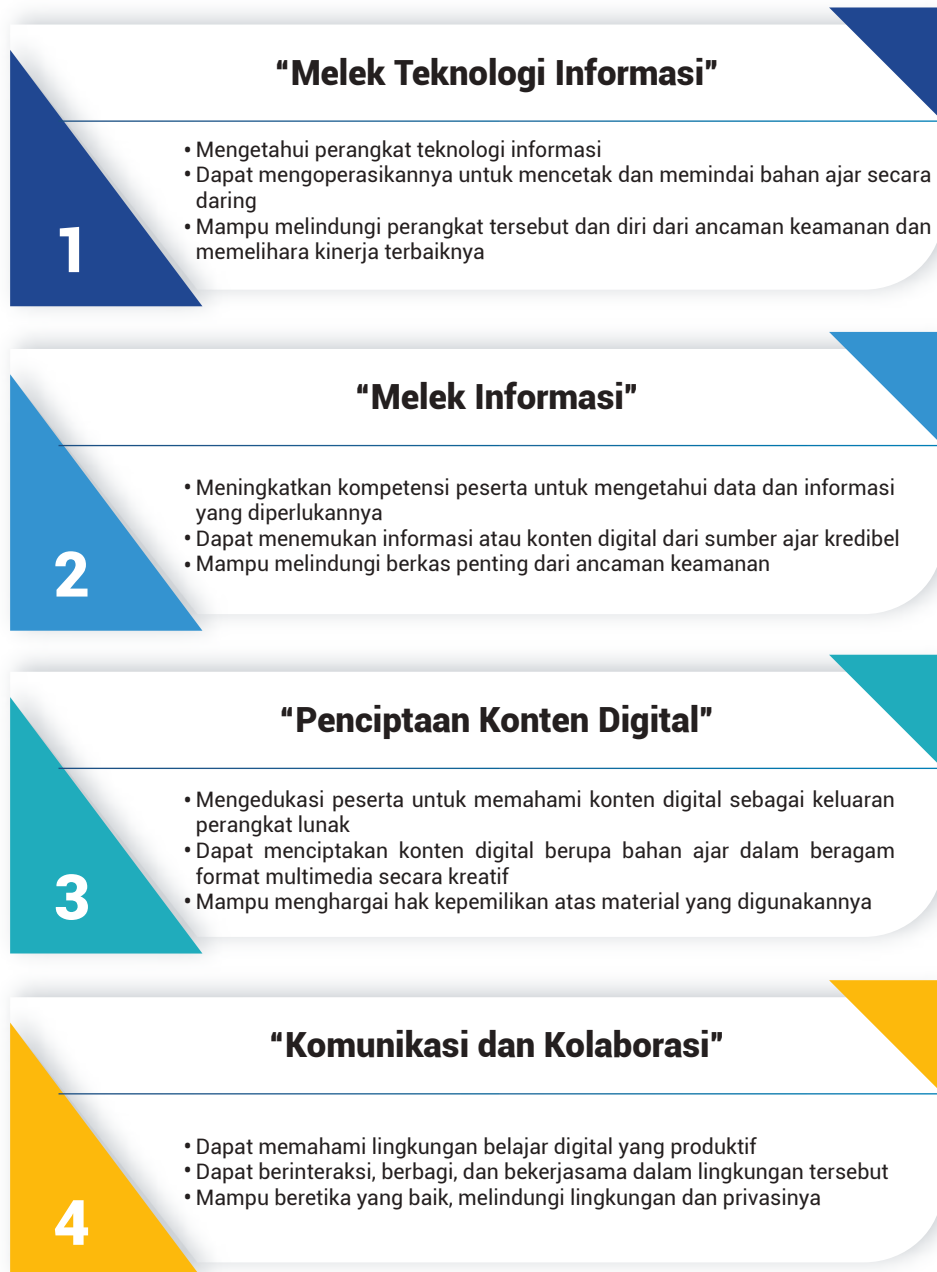 “Melek Teknologi Informasi”
• Mengetahui perangkat teknologi informasi
• Dapat mengoperasikannya untuk mencetak dan memindai bahan ajar secara
daring
• Mampu melindungi perangkat tersebut dan diri dari ancaman keamanan dan
memelihara kinerja terbaiknya
1
“Melek Informasi”
• Meningkatkan kompetensi peserta untuk mengetahui data dan informasi
yang diperlukannya
• Dapat menemukan informasi atau konten digital dari sumber ajar kredibel
• Mampu melindungi berkas penting dari ancaman keamanan
2
“Penciptaan Konten Digital”
• Mengedukasi peserta untuk memahami konten digital sebagai keluaran
perangkat lunak
• Dapat menciptakan konten digital berupa bahan ajar dalam beragam
format multimedia secara kreatif
• Mampu menghargai hak kepemilikan atas material yang digunakannya
3
“Komunikasi dan Kolaborasi”
• Dapat memahami lingkungan belajar digital yang produktif
• Dapat berinteraksi, berbagi, dan bekerjasama dalam lingkungan tersebut
• Mampu beretika yang baik, melindungi lingkungan dan privasinya
4